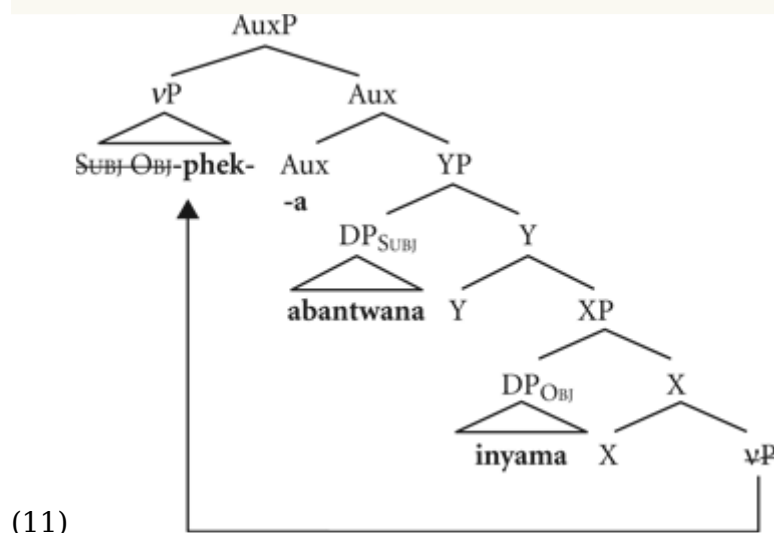 AuxP
vP Aux
SUBJ OBJ-phek- Aux YP
-a
DPSUBJ Y
abantwana Y XP
DPOBJ X
inyama X vP
(11)